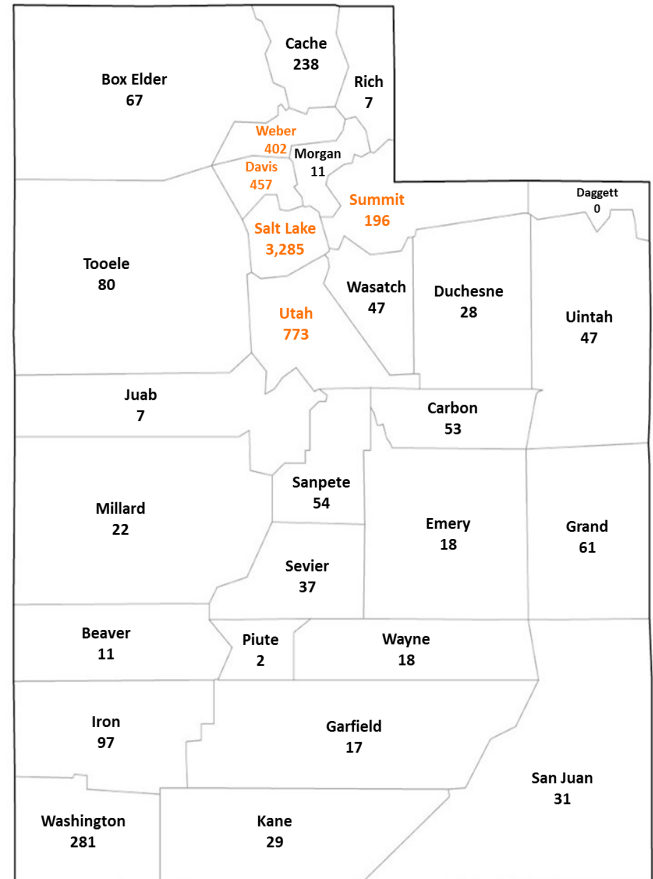 Cache
238
Box Elder
67
Rich
7
Weber
402
Morgan
11
Davis
457
Summit
196
Daggett
0
Salt Lake
3,285
Tooele
80
Wasatch
47
Duchesne
28
Uintah
47
Utah
773
Juab
7
Carbon
53
Sanpete
54
Millard
22
Emery
18
Grand
61
Sevier
37
Beaver
11
Piute
2
Wayne
18
Iron
97
Garfield
17
San Juan
31
Washington
281
Kane
29